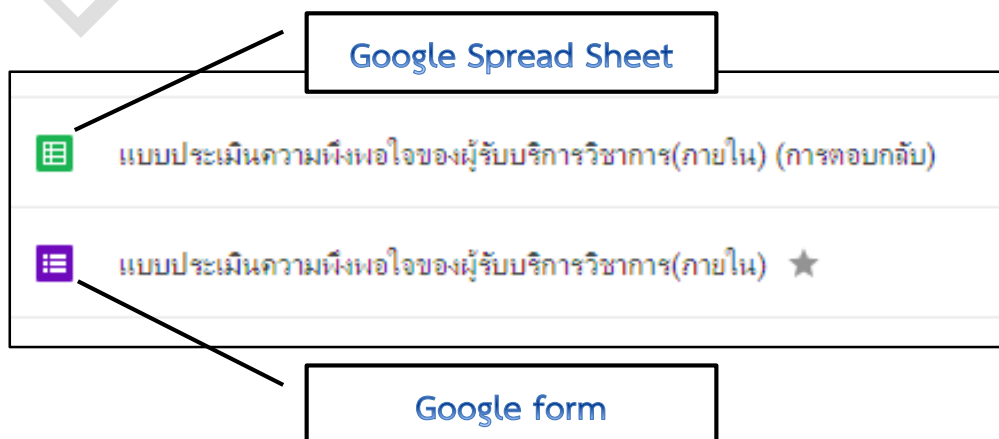 Google Spread Sheet
แบบประเมินความพึงพอใจของผู้รับบริการวิชาการ(ภายใน) (การตอบกลับ)
แบบประเมินความพึงพอใจของผู้รับบริการวิชาการ(ภายใน)
Google form